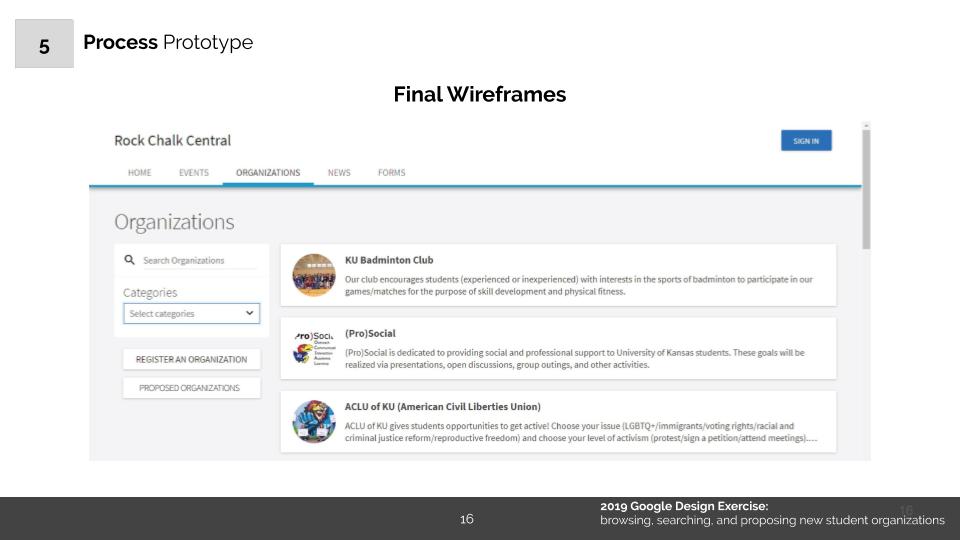 5
Process Prototype
Final Wireframes
Rock Chalk Central
SIGN IN
HOME EVENTS ORGANIZATIONS NEWS FORMS
Organizations
Search Organizations
Categories
Select categories
REGISTER AN ORGANIZATION
PROPOSED ORGANIZATIONS
KU Badminton Club
Our club encourages students (experienced or inexperienced) with interests in the sports of badminton to participate in our
games/matches for the purpose of skill development and physical fitness.
(Pro)Social
(Pro)Social is dedicated to providing social and professional support to University of Kansas students. These goals will be
realized via presentations, open discussions, group outings, and other activities.
ACLU of KU (American Civil Liberties Union)
ACLU of KU gives students opportunities to get active! Choose your issue (LGBTQ+/immigrants/voting rights/racial and
criminal justice reform/reproductive freedom) and choose your level of activism (protest/sign a petition/attend meetings)....
16
2019 Google Design Exercise:
browsing, searching, and proposing new student organizations
16